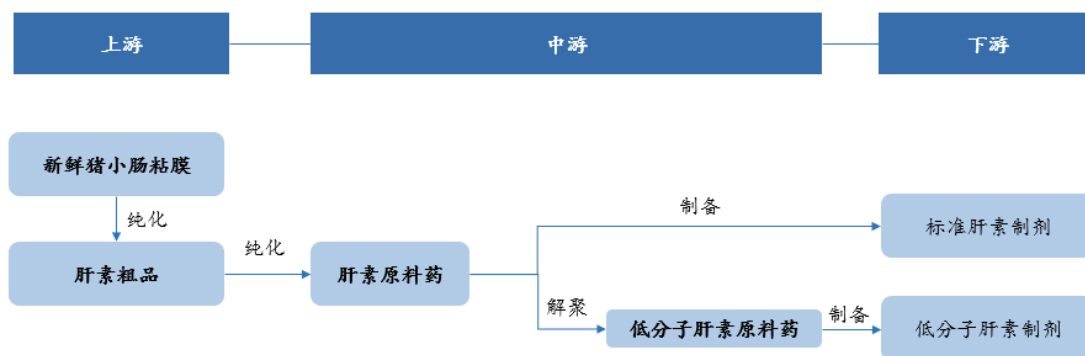 上游
中游
下游
新鲜猪小肠粘膜
纯化
制备
标准肝素制剂
肝素粗品
纯化
肝素原料药
解聚
低分子肝素原料药
制备
低分子肝素制剂